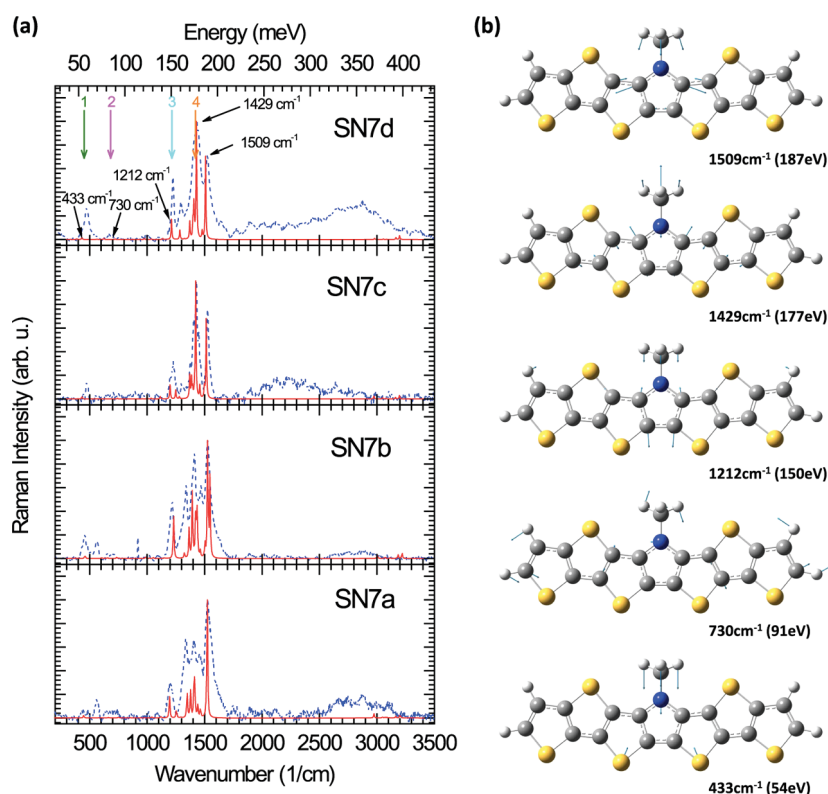 (a)
Energy (meV)
50 100 150 200 250 300 350 400
1 2 3 4
1429 cm-1
SN7d
1509 cm-1
1212 cm-1
433 cm-1
730 cm-1
SN7c
SN7b
SN7a
Raman Intensity (arb. u.)
500 1000 1500 2000 2500 3000 3500
Wavenumber (1/cm)
(b)
1509cm-1 (187eV)
1429cm-1 (177eV)
1212cm-1 (150eV)
730cm-1 (91eV)
433cm-1 (54eV)